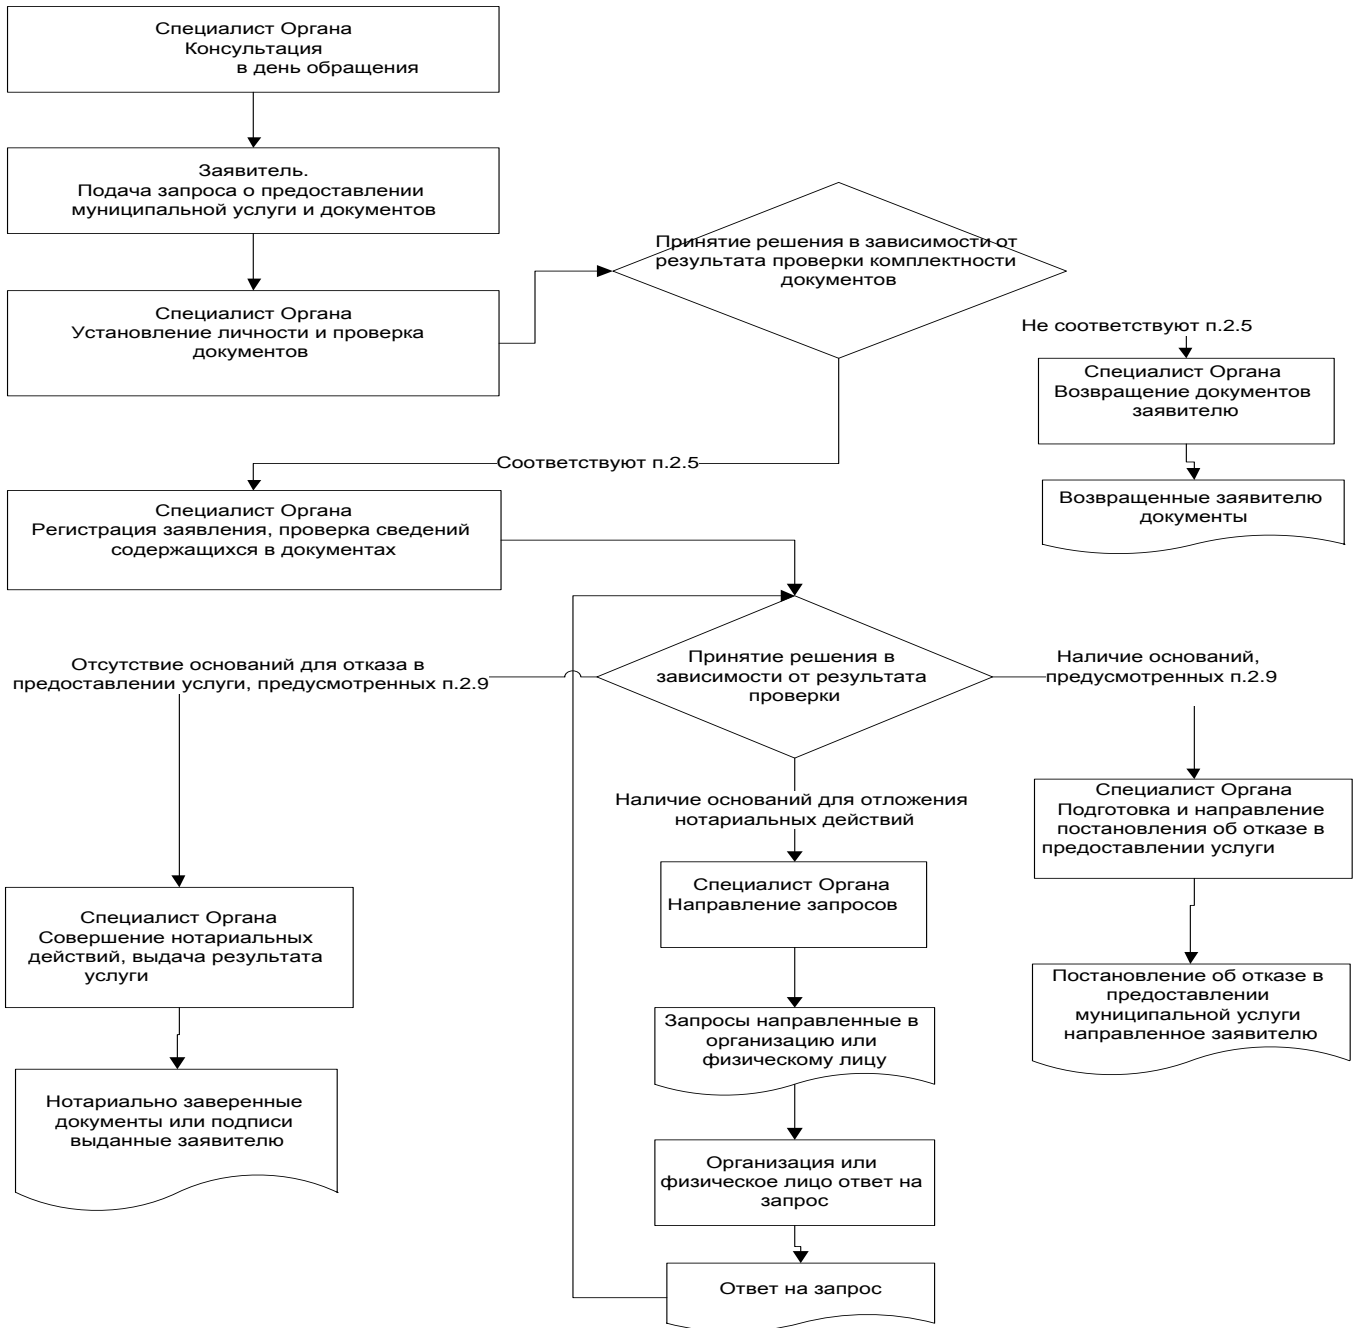 Специалист Органа
Консультация
в день обращения
Заявитель.
Подача запроса о предоставлении
муниципальной услуги и документов
Специалист Органа
Установление личности и проверка
документов
Принятие решения в зависимости от
результата проверки комплектности
документов
Не соответствуют п.2.5
Специалист Органа
Возвращение документов
заявителю
Возвращенные заявителю
документы
Соответствуют п.2.5
Специалист Органа
Регистрация заявления, проверка сведений
содержащихся в документах
Принятие решения в
зависимости от результата
проверки
Отсутствие оснований для отказа в
предоставлении услуги, предусмотренных п.2.9
Наличие оснований,
предусмотренных п.2.9
Наличие оснований для отложения
нотариальных действий
Специалист Органа
Подготовка и направление
постановления об отказе в
предоставлении услуги
Специалист Органа
Направление запросов
Специалист Органа
Совершение нотариальных
действий, выдача результата
услуги
Постановление об отказе в
предоставлении
муниципальной услуги
направленное заявителю
Запросы направленные в
организацию или
физическому лицу
Нотариально заверенные
документы или подписи
выданные заявителю
Организация или
физическое лицо ответ на
запрос
Ответ на запрос